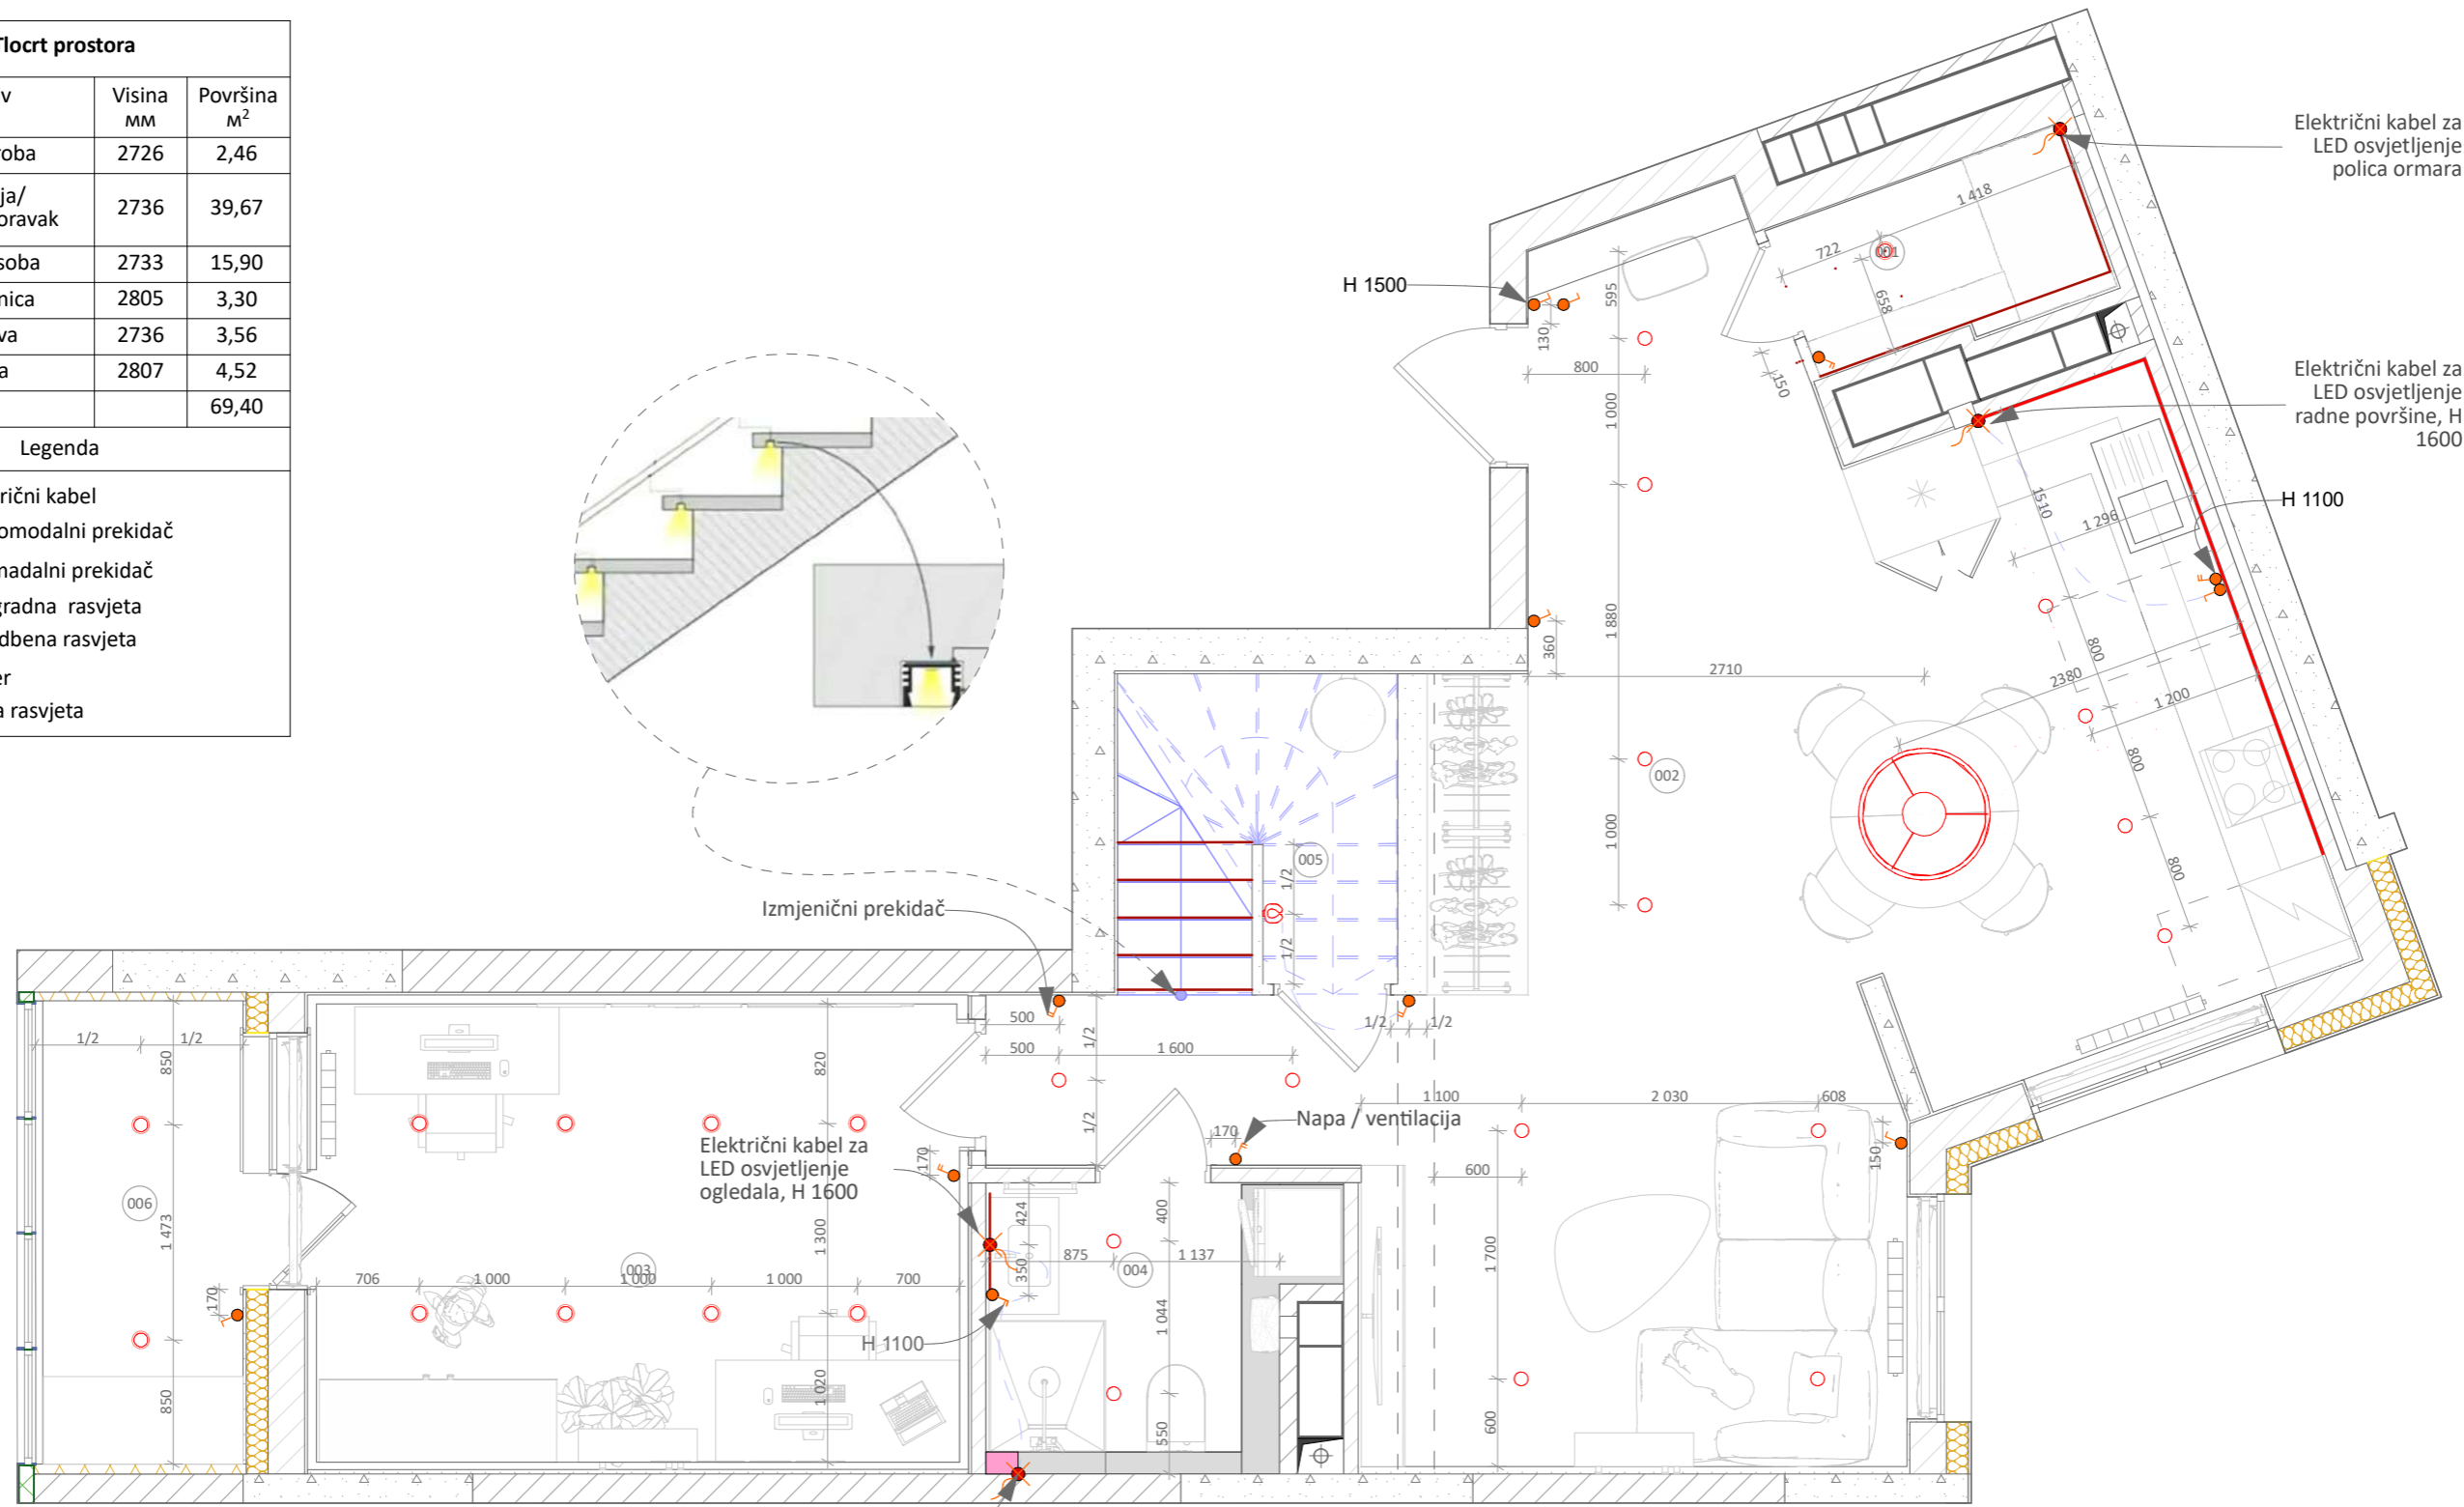 Tlocrt prostora
v
Visina
мм
Površina
м²
roba
2726
2,46
ja/
oravak
2736
39,67
soba
2733
15,90
nica
2805
3,30
va
2736
3,56
a
2807
4,52
69,40
Legenda
rični kabel
omodalni prekidač
madalni prekidač
gradna rasvjeta
dbena rasvjeta
er
a rasvjeta
Električni kabel za
LED osvjetljenje
polica ormara
Električni kabel za
LED osvjetljenje
radne površine, H
1600
H 1500
H 1100
Izmjenični prekidač
Napa / ventilacija
Električni kabel za
LED osvjetljenje
ogledala, H 1600
H 1100
1 418
722
001
658
595
130
800
150
1 000
1510
1 296
1 880
360
2710
800
2380
1 200
800
800
002
1 000
005
1/2
1/2
500
500
1 600
1/2
1/2
1/2
1/2
1/2
1/2
850
820
170
170
1 100
2 030
608
150
600
1 700
600
006
1 473
850
170
706
1 000
003
1 000
1 000
700
1 300
1 020
424
350
875
004
1 137
400
1 044
550